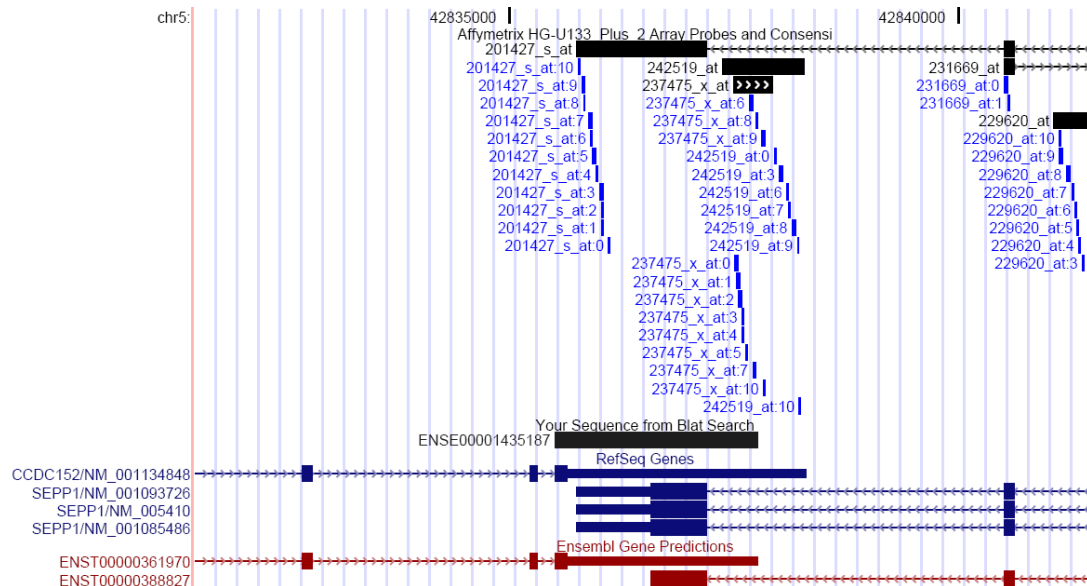 chr5: 42835000 42840000
Affymetrix HG-U133 Plus 2 Array Probes and Consensi
201427_s_at
201427_s_at:10 242519_at 231669_at
201427_s_at:9 237475_x_at 231669_at:0
201427_s_at:8 237475_x_at:6 231669_at:1
201427_s_at:7 237475_x_at:8 229620_at
201427_s_at:6 237475_x_at:9 229620_at:10
201427_s_at:5 242519_at:0 229620_at:9
201427_s_at:4 242519_at:3 229620_at:8
201427_s_at:3 242519_at:6 229620_at:7
201427_s_at:2 242519_at:7 229620_at:6
201427_s_at:1 242519_at:8 229620_at:5
201427_s_at:0 242519_at:9 229620_at:4
237475_x_at:0 229620_at:3
237475_x_at:1
237475_x_at:2
237475_x_at:3
237475_x_at:4
237475_x_at:5
237475_x_at:7
237475_x_at:10
242519_at:10
Your Sequence from Blat Search
ENSE00001435187
RefSeq Genes
CCDC152/NM_001134848
SEPP1/NM_001093726
SEPP1/NM_005410
SEPP1/NM_001085486
Ensembl Gene Predictions
ENST00000361970
ENST00000388827